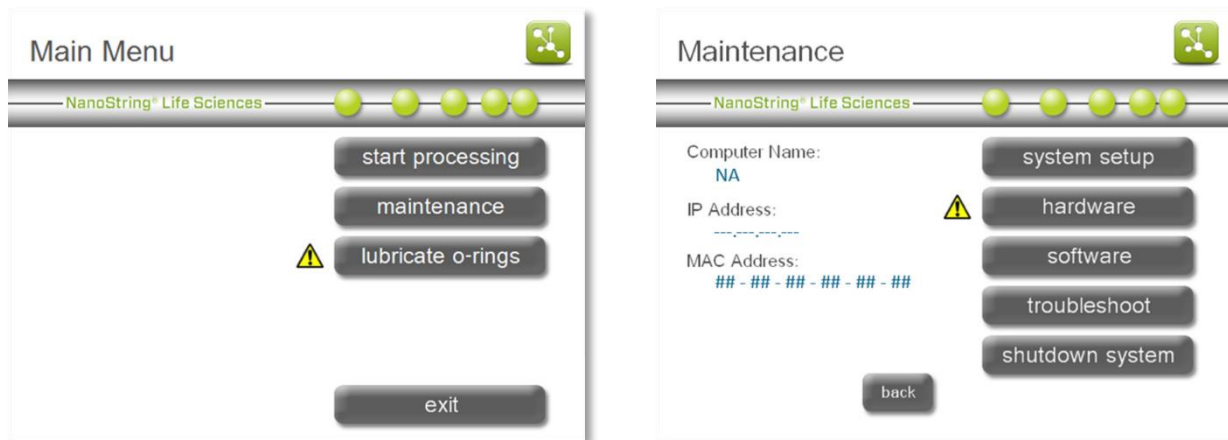 Main Menu
NanoString® Life Sciences
start processing
maintenance
lubricate o-rings
exit
Maintenance
NanoString® Life Sciences
Computer Name:
NA
IP Address:
---.---.---.---
MAC Address:
## - ## - ## - ## - ## - ##
system setup
hardware
software
troubleshoot
shutdown system
back